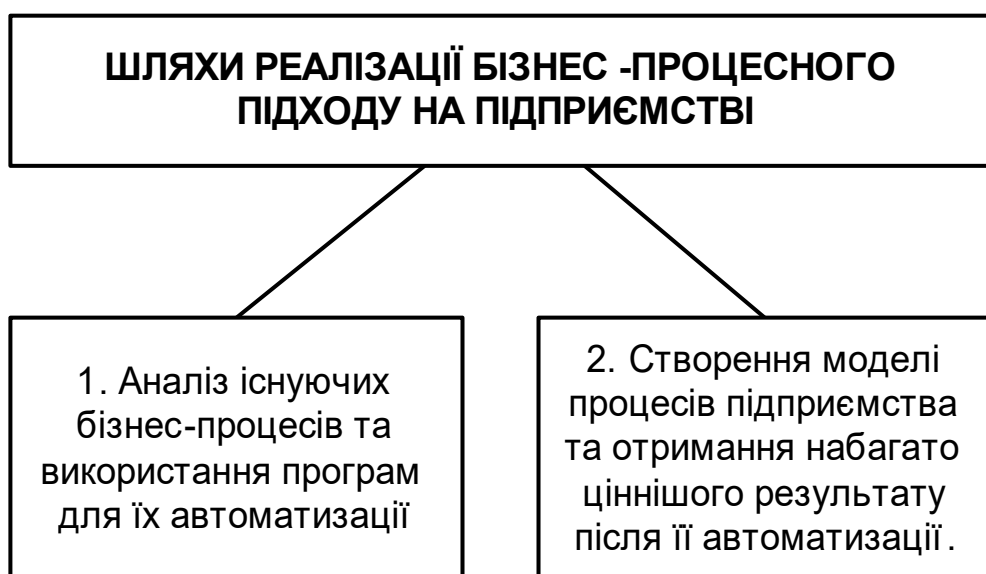 ШЛЯХИ РЕАЛІЗАЦІЇ БІЗНЕС -ПРОЦЕСНОГО
ПІДХОДУ НА ПІДПРИЄМСТВІ
1. Аналіз існуючих
бізнес-процесів та
використання програм
для їх автоматизації
2. Створення моделі
процесів підприємства
та отримання набагато
ціннішого результату
після її автоматизації .